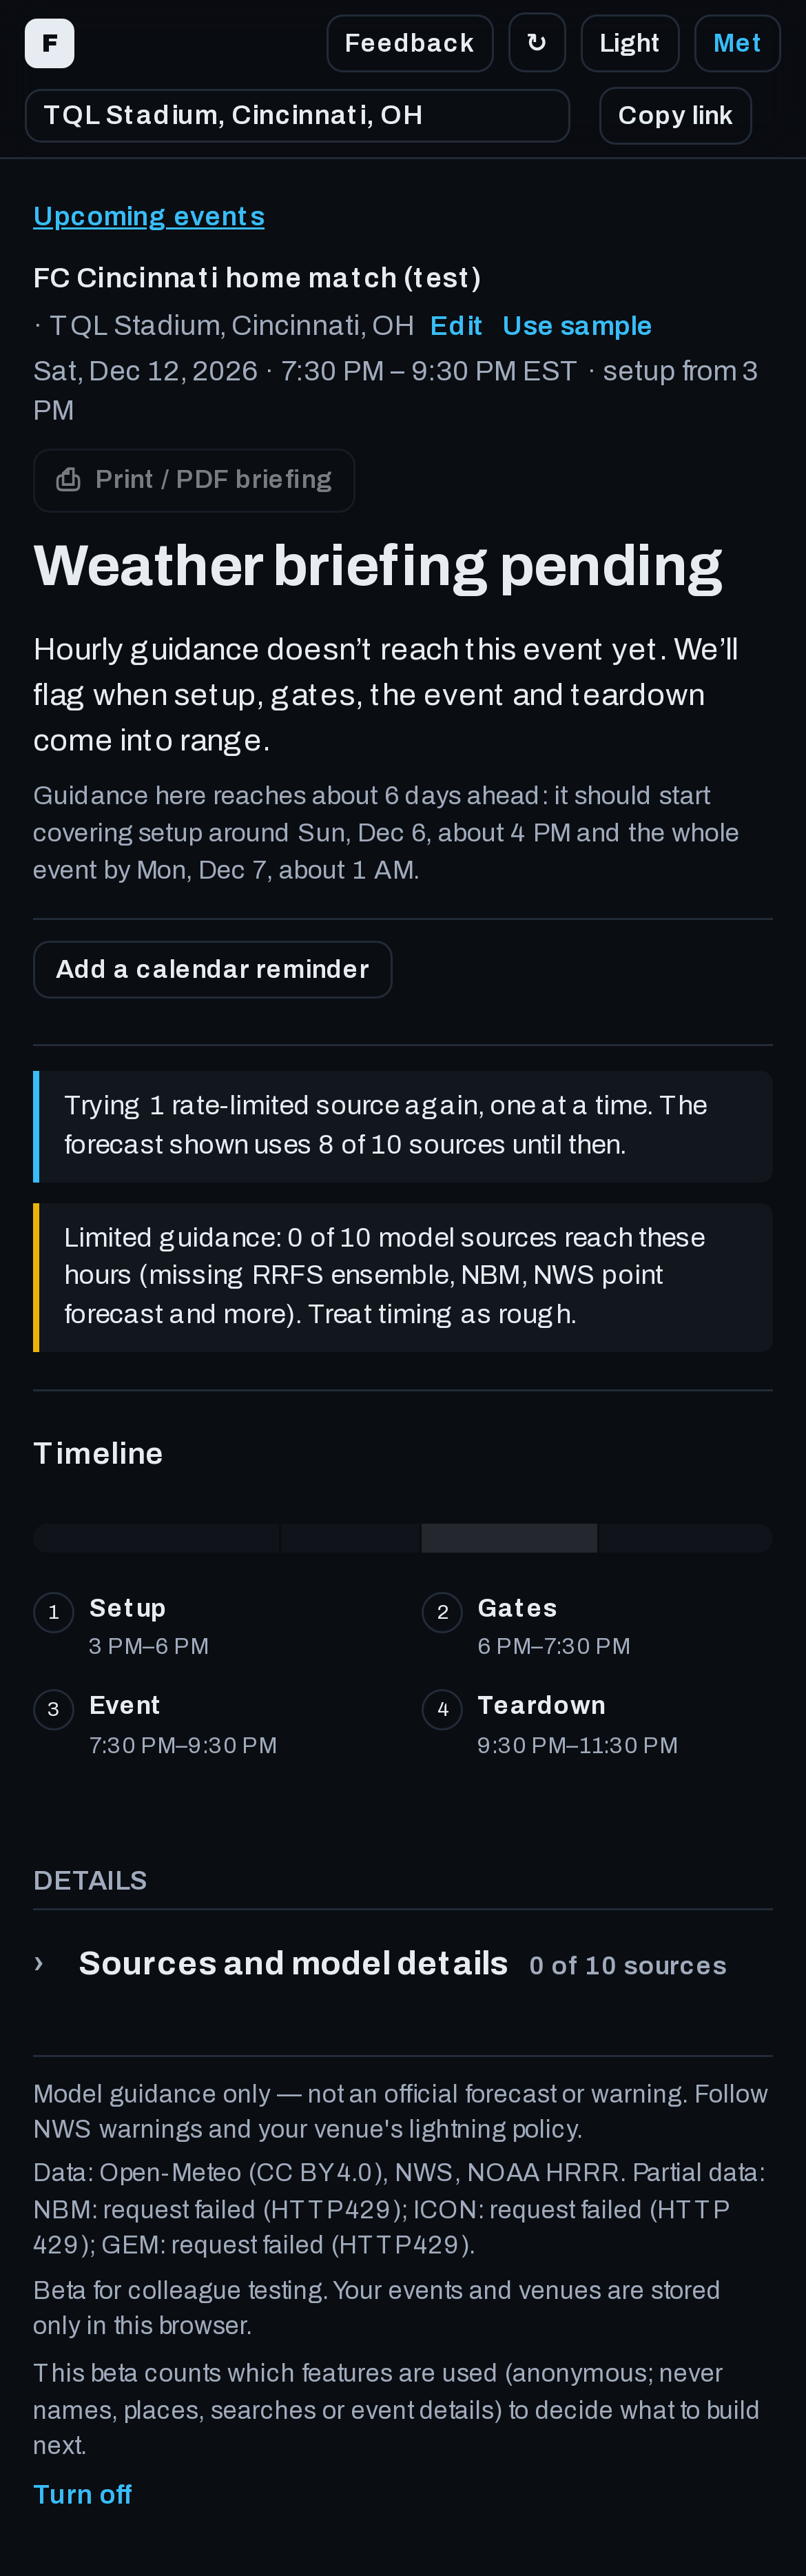 F
Feedback ↻ Light Met
TQL Stadium, Cincinnati, OH Copy link
Upcoming events
FC Cincinnati home match (test)
· TQL Stadium, Cincinnati, OH Edit Use sample
Sat, Dec 12, 2026 · 7:30 PM – 9:30 PM EST · setup from 3
PM
Print / PDF briefing
Weather briefing pending
Hourly guidance doesn’t reach this event yet. We’ll
flag when setup, gates, the event and teardown
come into range.
Guidance here reaches about 6 days ahead: it should start
covering setup around Sun, Dec 6, about 4 PM and the whole
event by Mon, Dec 7, about 1 AM.
Add a calendar reminder
Trying 1 rate-limited source again, one at a time. The
forecast shown uses 8 of 10 sources until then.
Limited guidance: 0 of 10 model sources reach these
hours (missing RRFS ensemble, NBM, NWS point
forecast and more). Treat timing as rough.
Timeline
1 Setup
3 PM–6 PM
2 Gates
6 PM–7:30 PM
3 Event
7:30 PM–9:30 PM
4 Teardown
9:30 PM–11:30 PM
DETAILS
› Sources and model details 0 of 10 sources
Model guidance only — not an official forecast or warning. Follow
NWS warnings and your venue's lightning policy.
Data: Open-Meteo (CC BY 4.0), NWS, NOAA HRRR. Partial data:
NBM: request failed (HTTP 429); ICON: request failed (HTTP
429); GEM: request failed (HTTP 429).
Beta for colleague testing. Your events and venues are stored
only in this browser.
This beta counts which features are used (anonymous; never
names, places, searches or event details) to decide what to build
next.
Turn off